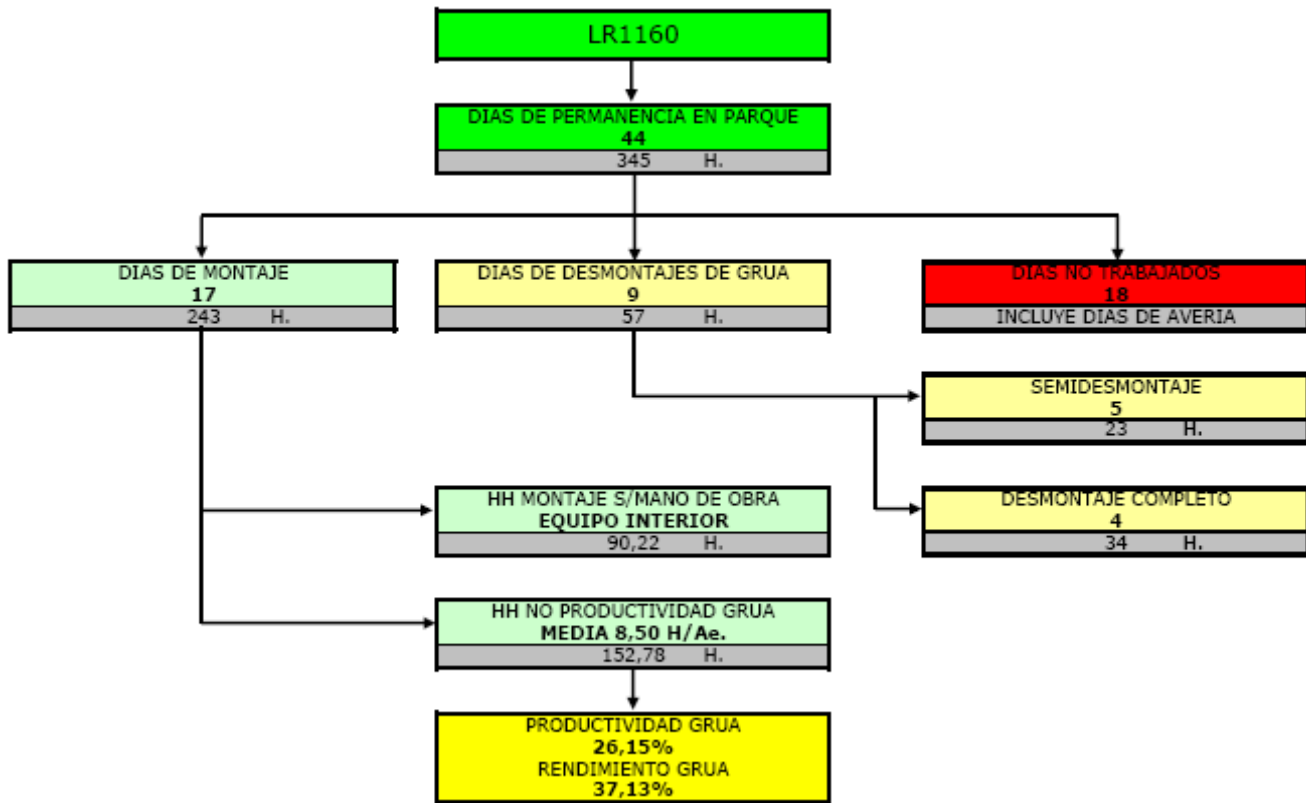 LR1160
DIAS DE PERMANENCIA EN PARQUE
44
345 H.
DIAS DE MONTAJE
17
243 H.
DIAS DE DESMONTAJES DE GRUA
9
57 H.
DIAS NO TRABAJADOS
18
INCLUYE DIAS DE AVERIA
SEMIDESMONTAJE
5
23 H.
HH MONTAJE S/MANO DE OBRA
EQUIPO INTERIOR
90,22 H.
DESMONTAJE COMPLETO
4
34 H.
HH NO PRODUCTIVIDAD GRUA
MEDIA 8,50 H/Ae.
152,78 H.
PRODUCTIVIDAD GRUA
26,15%
RENDIMIENTO GRUA
37,13%